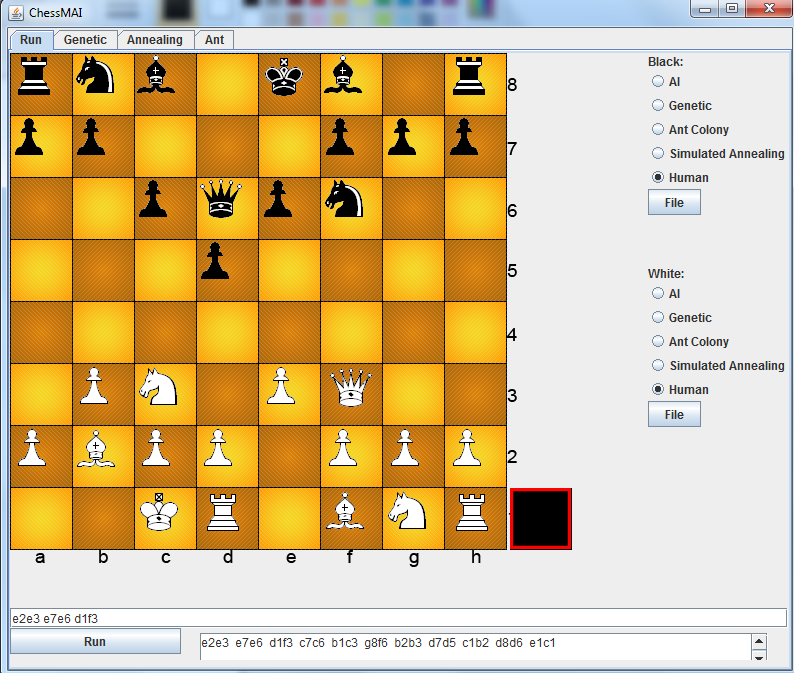 ChessMAI
Run Genetic Annealing Ant
Black:
AI
Genetic
Ant Colony
Simulated Annealing
Human
File
White:
AI
Genetic
Ant Colony
Simulated Annealing
Human
File
8
7
6
5
4
3
2
a b c d e f g h
e2e3 e7e6 d1f3
Run
e2e3 e7e6 d1f3 c7c6 b1c3 g8f6 b2b3 d7d5 c1b2 d8d6 e1c1